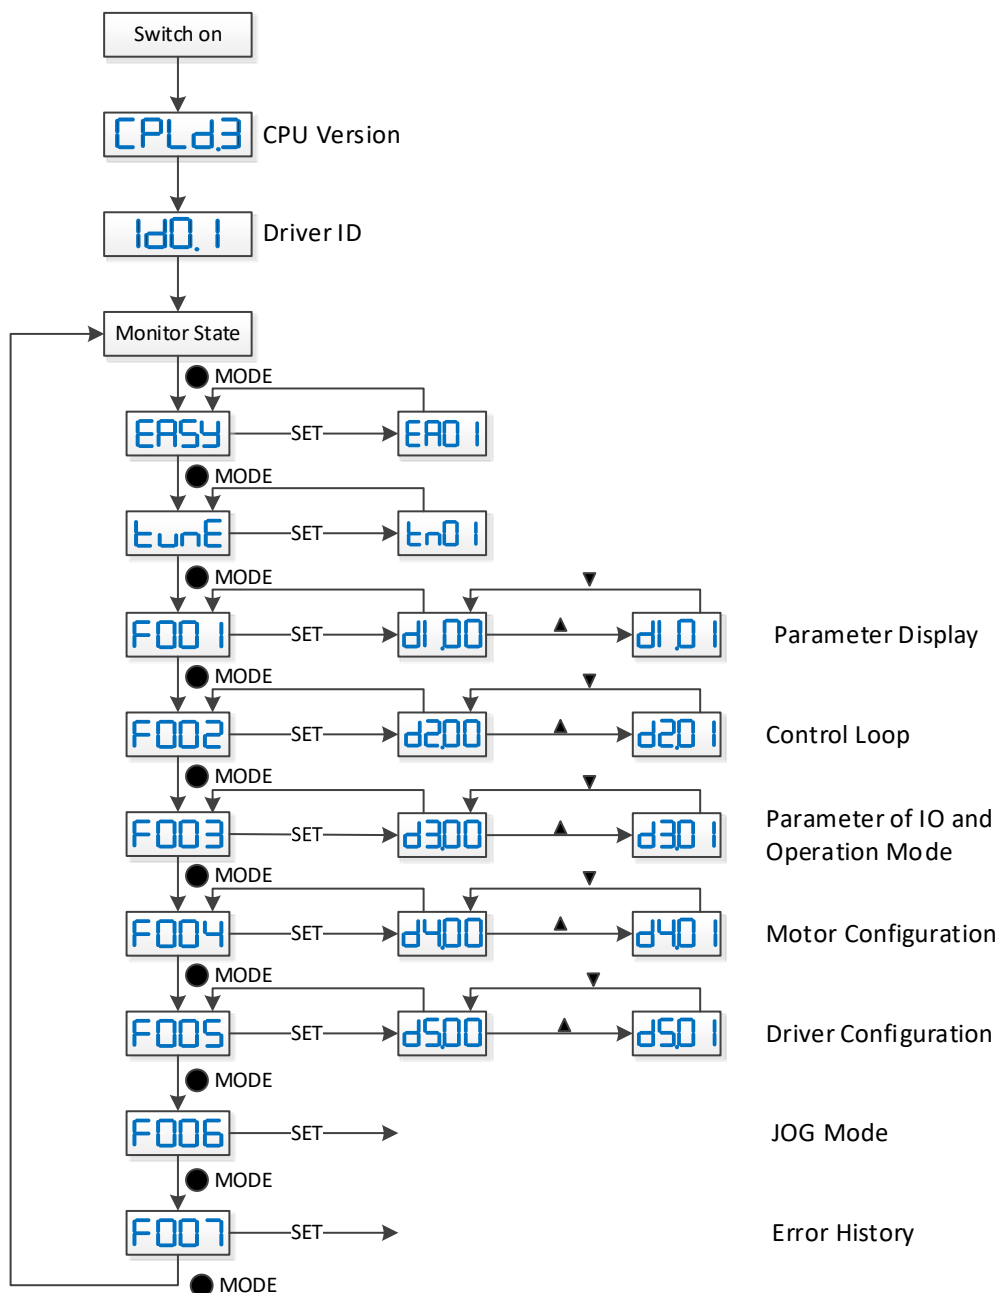 Switch on
CPLd.3 CPU Version
Id0.1 Driver ID
Monitor State
MODE
EASY SET EA01
MODE
tunE SET tn01
MODE
F001 SET d1.00 d1.01 Parameter Display
MODE
F002 SET d2.00 d2.01 Control Loop
MODE
F003 SET d3.00 d3.01 Parameter of IO and
Operation Mode
MODE
F004 SET d4.00 d4.01 Motor Configuration
MODE
F005 SET d5.00 d5.01 Driver Configuration
MODE
F006 SET JOG Mode
MODE
F007 SET Error History
MODE